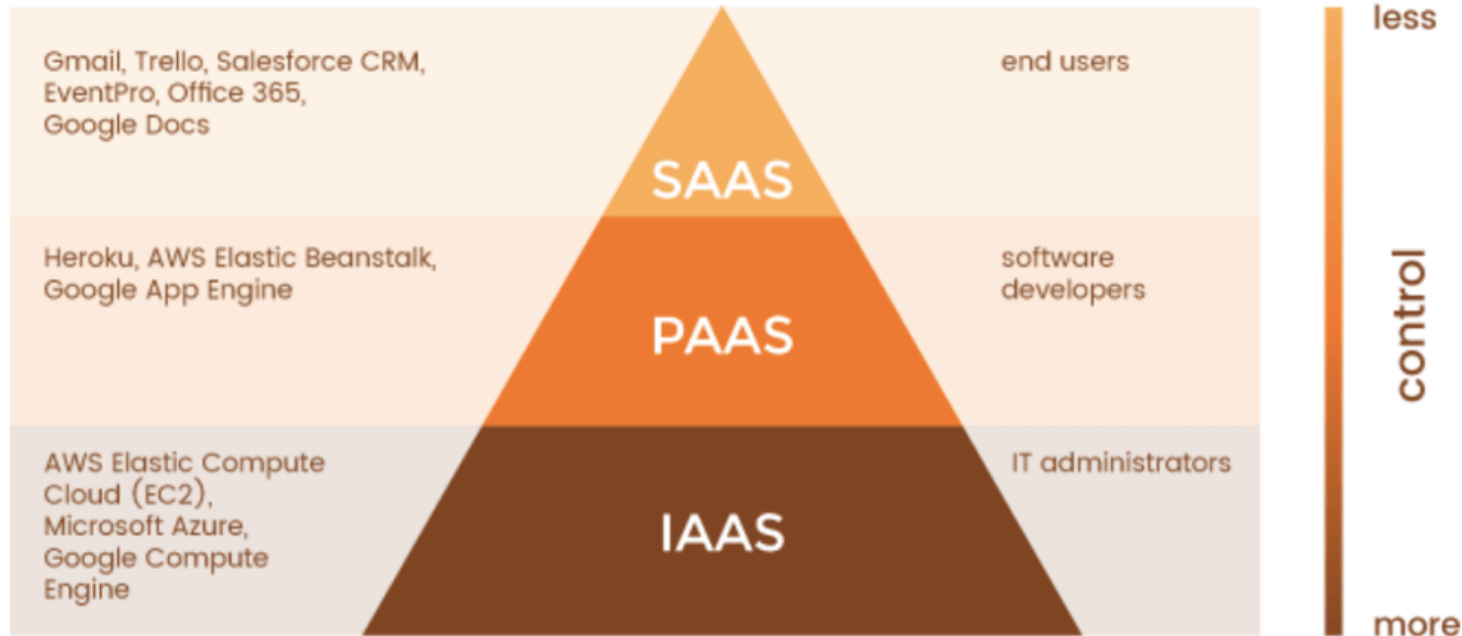 Gmail, Trello, Salesforce CRM,
EventPro, Office 365,
Google Docs
SAAS
end users
Heroku, AWS Elastic Beanstalk,
Google App Engine
PAAS
software
developers
AWS Elastic Compute
Cloud (EC2),
Microsoft Azure,
Google Compute
Engine
IAAS
IT administrators
less
control
more